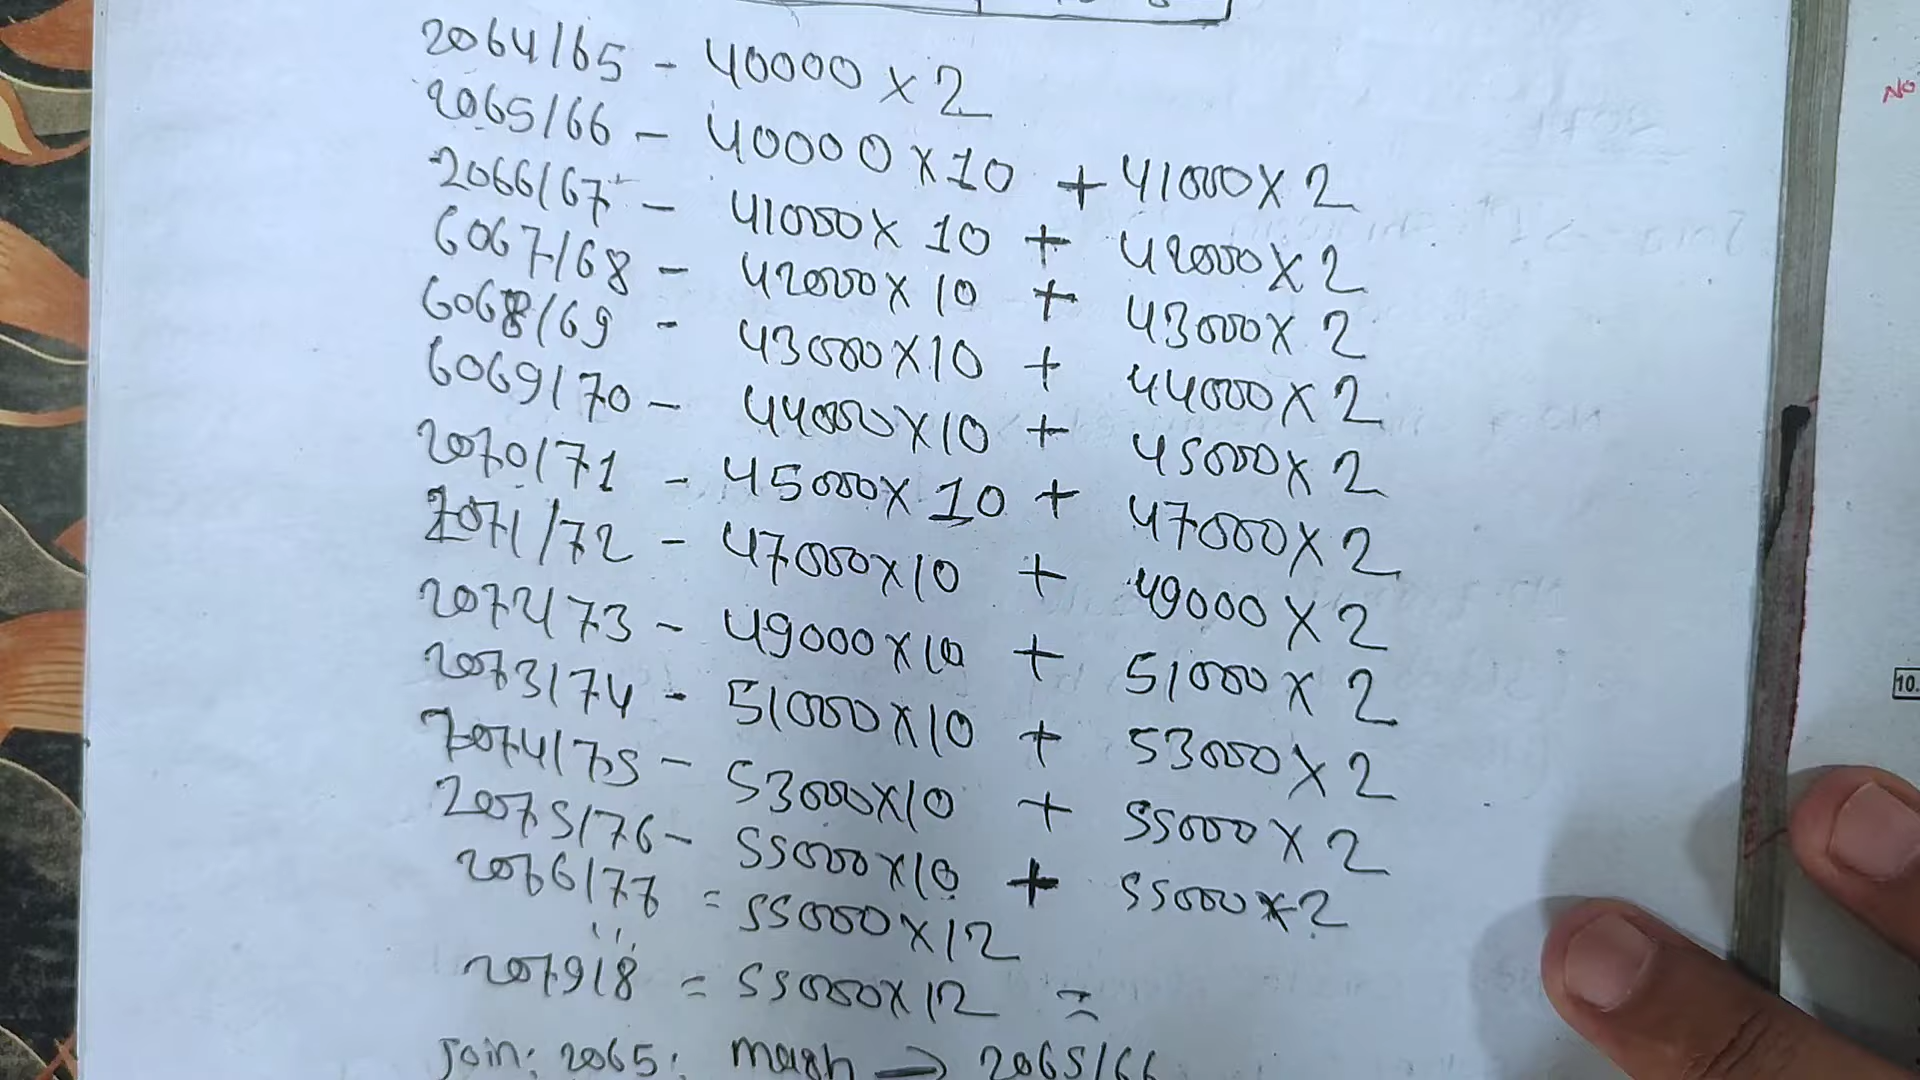 2064/65 - 40000 x 2
2065/66 - 40000 x 10 + 41000 x 2
2066/67 - 41000 x 10 + 42000 x 2
6067/68 - 42000 x 10 + 43000 x 2
6068/69 - 43000 x 10 + 44000 x 2
6069/70 - 44000 x 10 + 45000 x 2
2070/71 - 45000 x 10 + 47000 x 2
2071/72 - 47000 x 10 + 49000 x 2
2072/73 - 49000 x 10 + 51000 x 2
2073/74 - 51000 x 10 + 53000 x 2
2074/75 - 53000 x 10 + 55000 x 2
2075/76 - 55000 x 10 + 55000 x 2
2076/77 = 55000 x 12
2079/8 = 55000 x 12 =
Join: 2065: magh → 2065/66
NO
10.